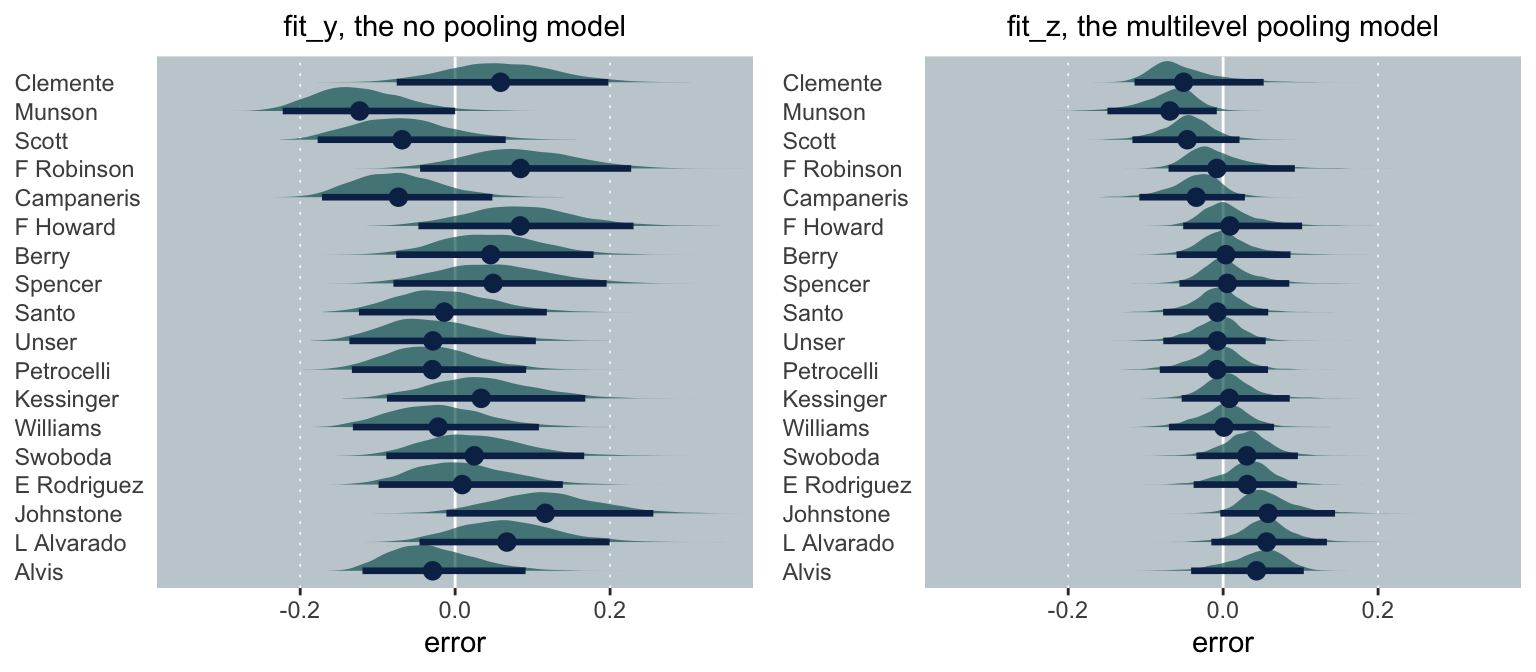 fit_y, the no pooling model
Clemente
Munson
Scott
F Robinson
Campaneris
F Howard
Berry
Spencer
Santo
Unser
Petrocelli
Kessinger
Williams
Swoboda
E Rodriguez
Johnstone
L Alvarado
Alvis
-0.2 0.0 0.2
error
fit_z, the multilevel pooling model
Clemente
Munson
Scott
F Robinson
Campaneris
F Howard
Berry
Spencer
Santo
Unser
Petrocelli
Kessinger
Williams
Swoboda
E Rodriguez
Johnstone
L Alvarado
Alvis
-0.2 0.0 0.2
error